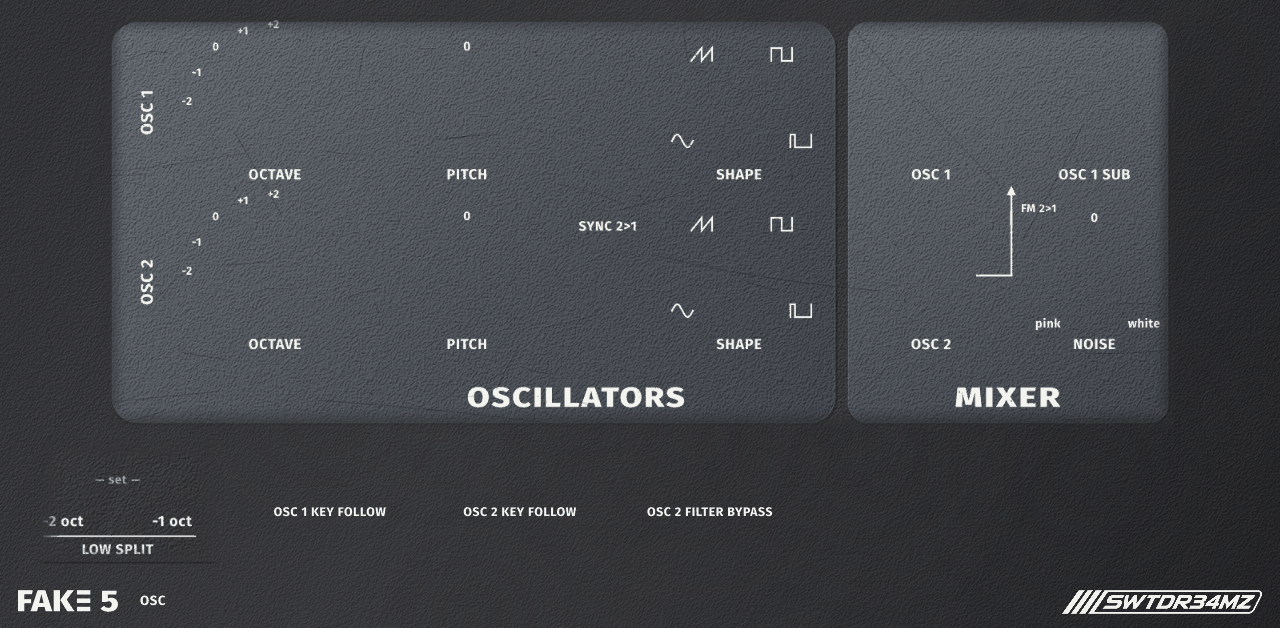 +2
+1
0
0
-1
-2
OSC 1
OCTAVE
PITCH
SHAPE
OSC 1
OSC 1 SUB
+2
+1
0
0
-1
-2
OSC 2
SYNC 2>1
FM 2>1
0
pink
white
OCTAVE
PITCH
SHAPE
OSC 2
NOISE
OSCILLATORS
MIXER
— set —
-2 oct
-1 oct
LOW SPLIT
OSC 1 KEY FOLLOW
OSC 2 KEY FOLLOW
OSC 2 FILTER BYPASS
FAKE 5
OSC
SWTDR34MZ